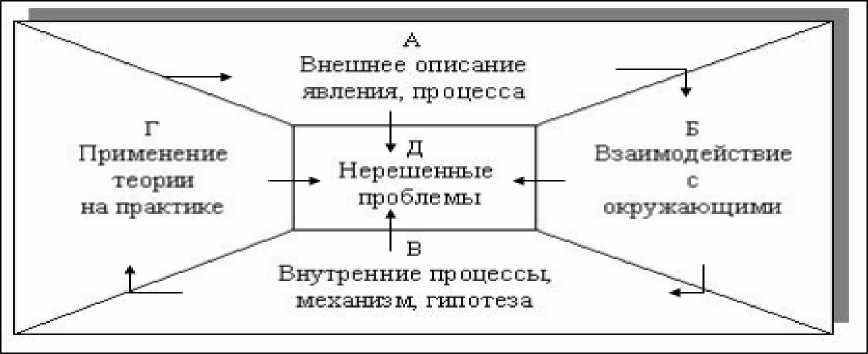 А
Внешнее описание
явления, процесса
Г
Применение
теории
на практике
Д
Нерешенные
проблемы
Б
Взаимодействие
с
окружающими
В
Внутренние процессы,
механизм, гипотеза